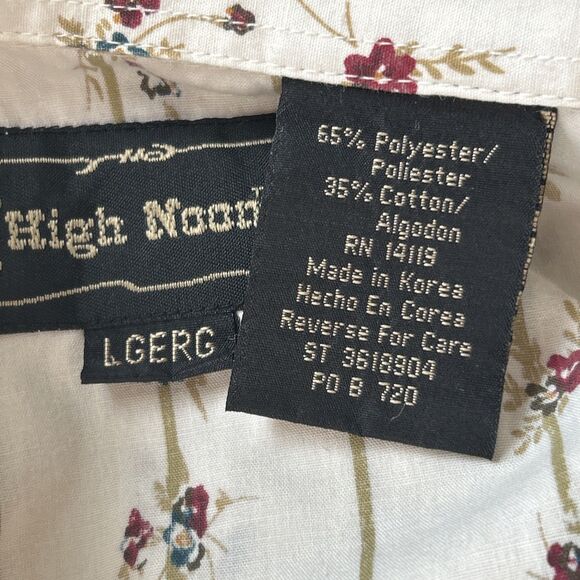 High Noon
LGERG
65% Polyester/
Poliester
35% Cotton/
Algodon
RN 14119
Made in Korea
Hecho En Corea
Reverse For Care
ST 3618904
PO B 720